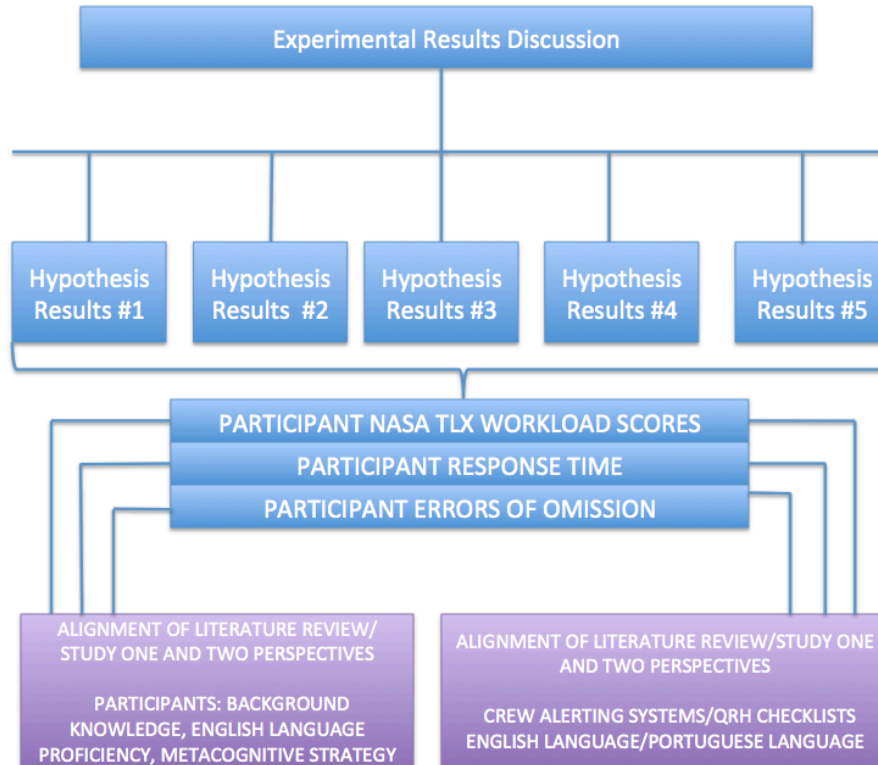 Experimental Results Discussion
Hypothesis
Results #1
Hypothesis
Results #2
Hypothesis
Results #3
Hypothesis
Results #4
Hypothesis
Results #5
PARTICIPANT NASA TLX WORKLOAD SCORES
PARTICIPANT RESPONSE TIME
PARTICIPANT ERRORS OF OMISSION
ALIGNMENT OF LITERATURE REVIEW/
STUDY ONE AND TWO PERSPECTIVES
PARTICIPANTS: BACKGROUND
KNOWLEDGE, ENGLISH LANGUAGE
PROFICIENCY, METACOGNITIVE STRATEGY
ALIGNMENT OF LITERATURE REVIEW/STUDY ONE
AND TWO PERSPECTIVES
CREW ALERTING SYSTEMS/QRH CHECKLISTS
ENGLISH LANGUAGE/PORTUGUESE LANGUAGE